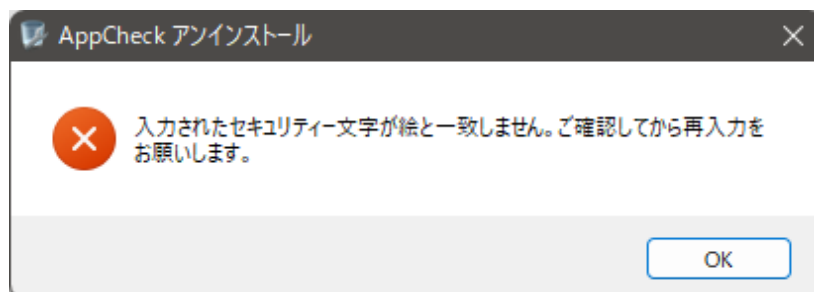 AppCheck アンインストール
入力されたセキュリティー文字が絵と一致しません。ご確認してから再入力を
お願いします。
OK